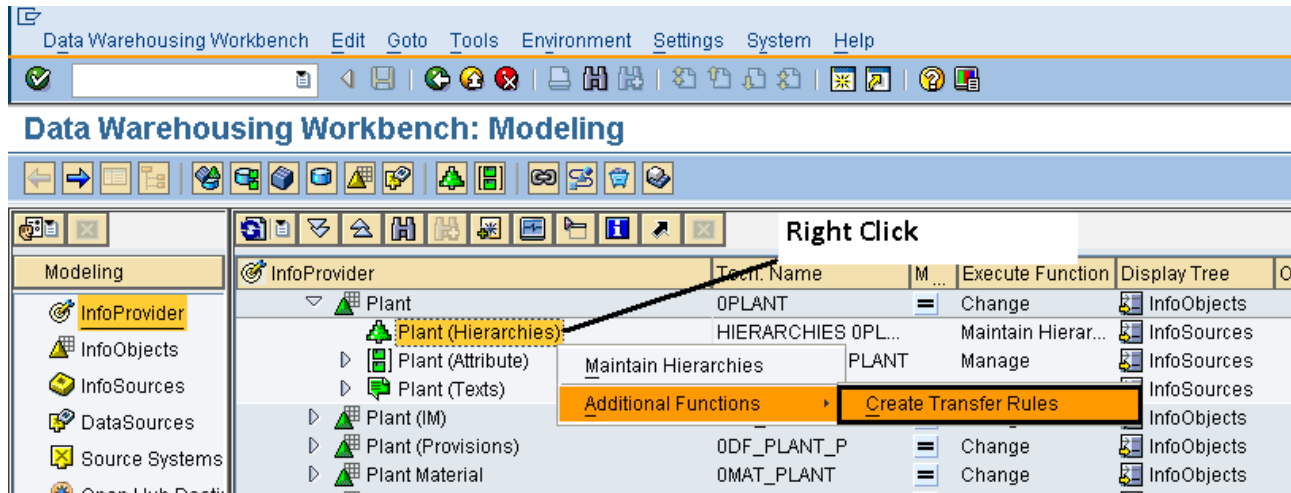 Data Warehousing Workbench Edit Goto Tools Environment Settings System Help
Data Warehousing Workbench: Modeling
Right Click
Modeling InfoProvider Tech. Name M... Execute Function Display Tree
InfoProvider Plant 0PLANT Change InfoObjects
Plant (Hierarchies) HIERARCHIES 0PL... Maintain Hierar... InfoSources
InfoObjects Plant (Attribute) PLANT Manage InfoSources
Maintain Hierarchies
InfoSources Plant (Texts) InfoSources
Additional Functions Create Transfer Rules
DataSources Plant (IM) InfoObjects
Source Systems Plant (Provisions) 0DF_PLANT_P Change InfoObjects
Plant Material 0MAT_PLANT Change InfoObjects